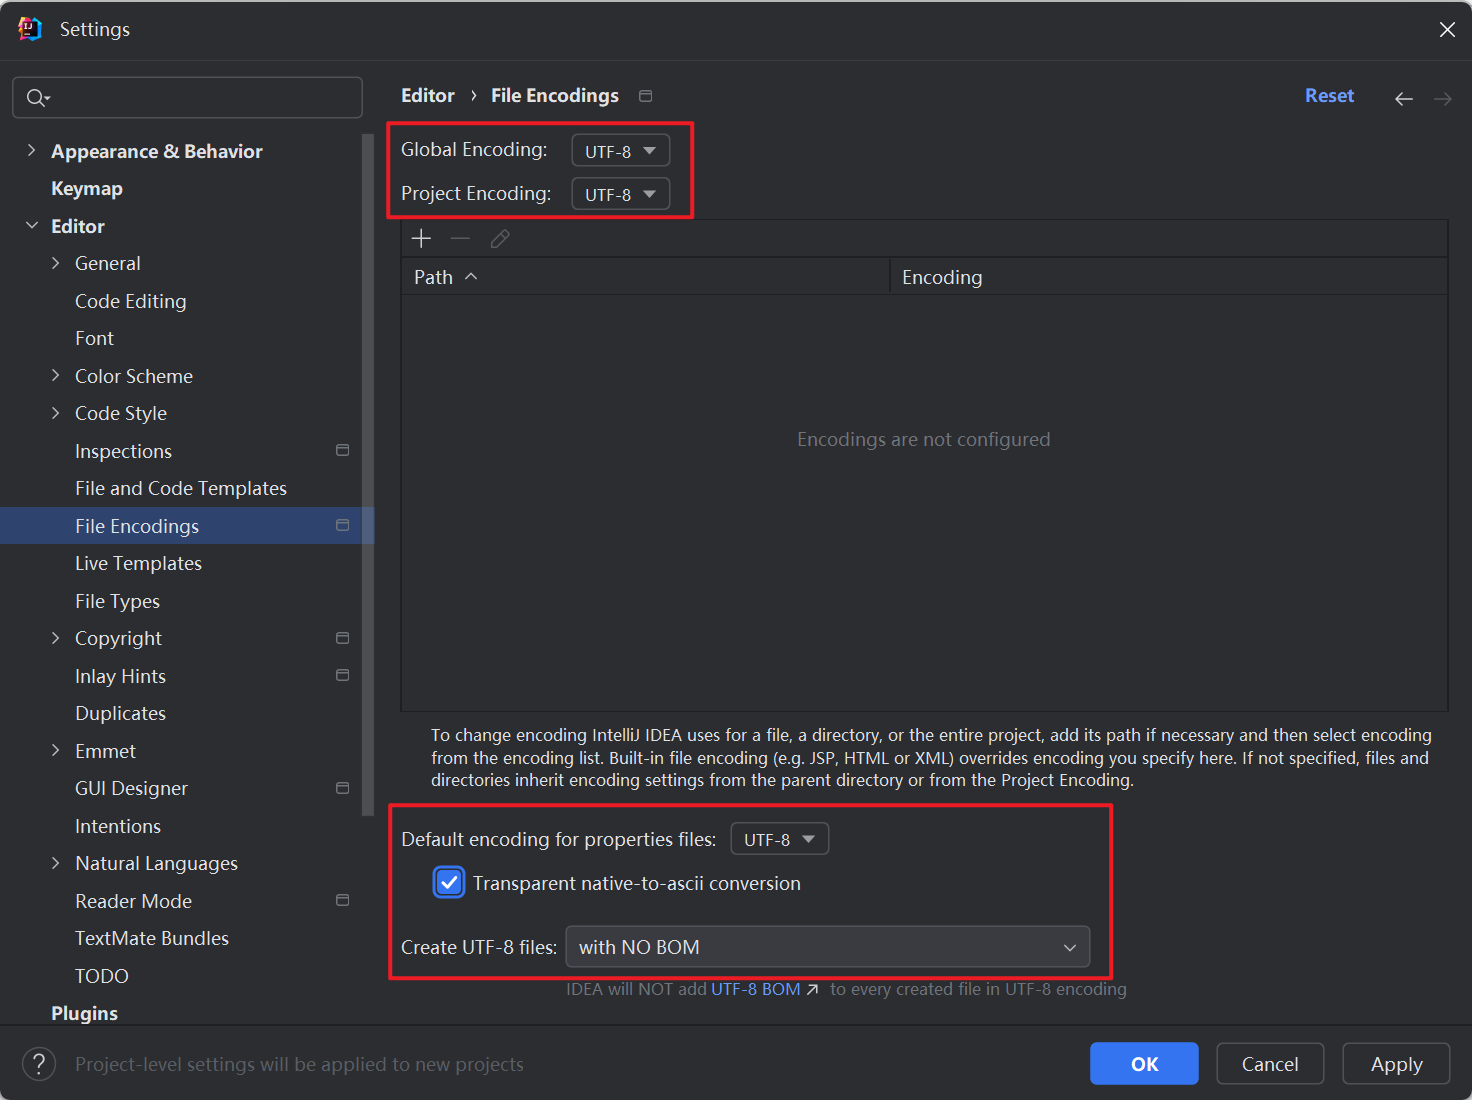 Settings
Editor › File Encodings
Reset
Appearance & Behavior
Keymap
Editor
General
Code Editing
Font
Color Scheme
Code Style
Inspections
File and Code Templates
File Encodings
Live Templates
File Types
Copyright
Inlay Hints
Duplicates
Emmet
GUI Designer
Intentions
Natural Languages
Reader Mode
TextMate Bundles
TODO
Plugins
Global Encoding: UTF-8
Project Encoding: UTF-8
Path Encoding
Encodings are not configured
To change encoding IntelliJ IDEA uses for a file, a directory, or the entire project, add its path if necessary and then select encoding
from the encoding list. Built-in file encoding (e.g. JSP, HTML or XML) overrides encoding you specify here. If not specified, files and
directories inherit encoding settings from the parent directory or from the Project Encoding.
Default encoding for properties files: UTF-8
Transparent native-to-ascii conversion
Create UTF-8 files: with NO BOM
IDEA will NOT add UTF-8 BOM ↗ to every created file in UTF-8 encoding
? Project-level settings will be applied to new projects
OK Cancel Apply